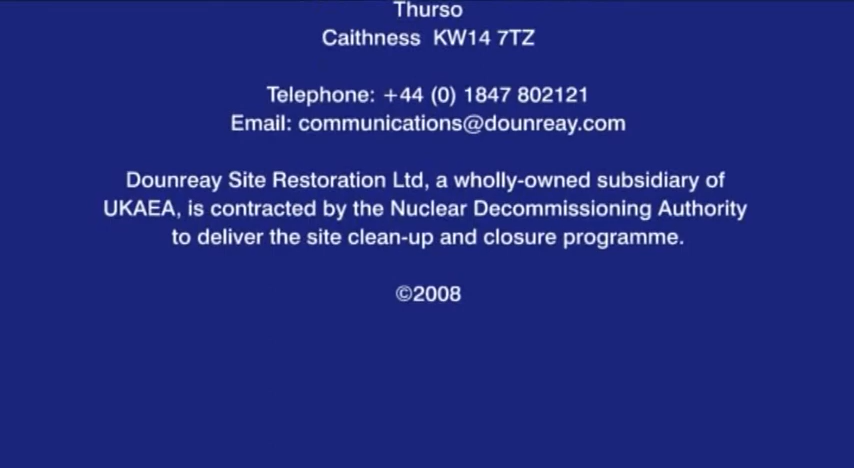 Thurso
Caithness  KW14 7TZ
Telephone: +44 (0) 1847 802121
Email: communications@dounreay.com
Dounreay Site Restoration Ltd, a wholly-owned subsidiary of
UKAEA, is contracted by the Nuclear Decommissioning Authority
to deliver the site clean-up and closure programme.
©2008